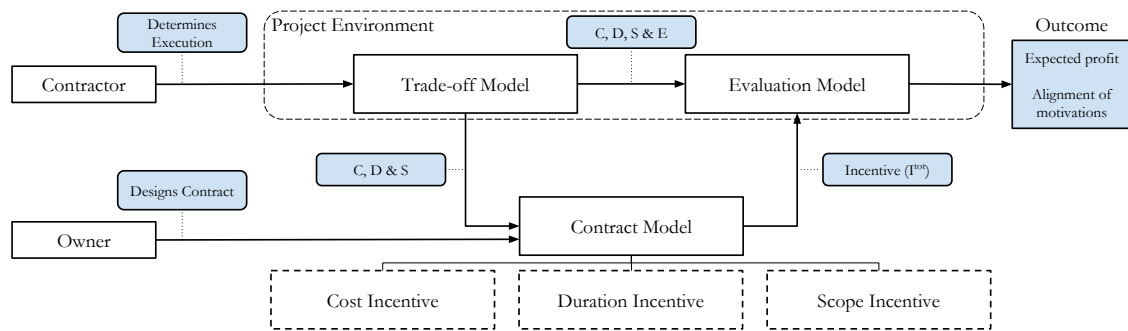 Project Environment
Outcome
Determines
Execution
C, D, S & E
Contractor
Trade-off Model
Evaluation Model
Expected profit
Alignment of
motivations
C, D & S
Incentive (I^tot)
Designs Contract
Owner
Contract Model
Cost Incentive
Duration Incentive
Scope Incentive